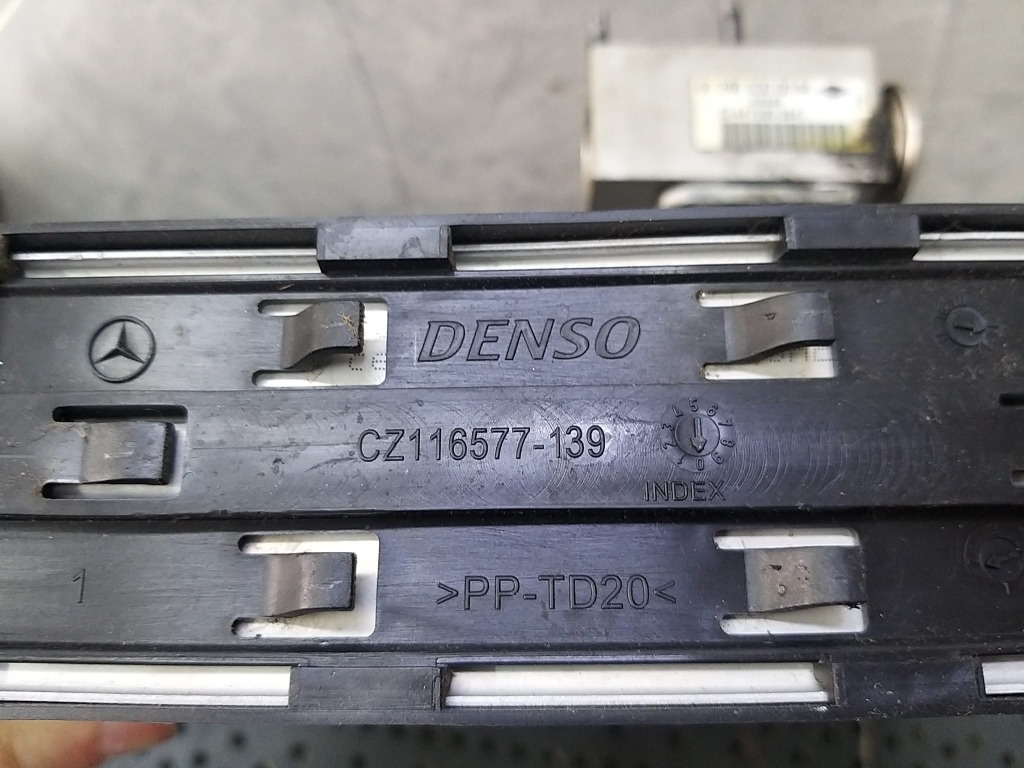 DENSO
CZ116577-139
INDEX
1
>PP-TD20<